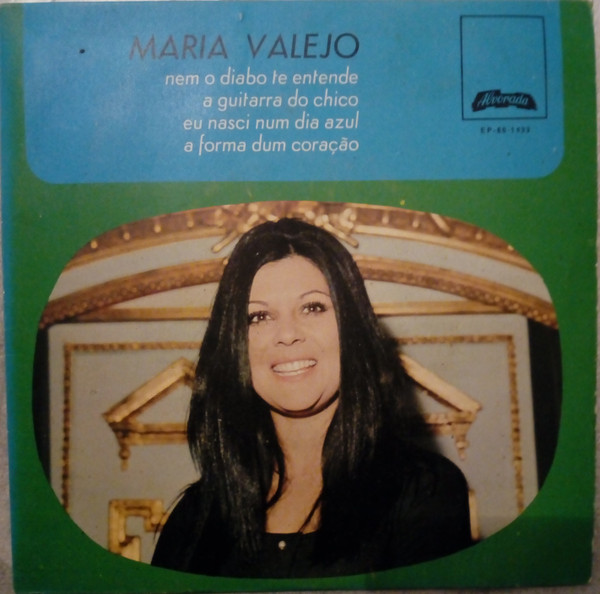 MARIA VALEJO
nem o diabo te entende
a guitarra do chico
eu nasci num dia azul
a forma dum coração
Alvorada